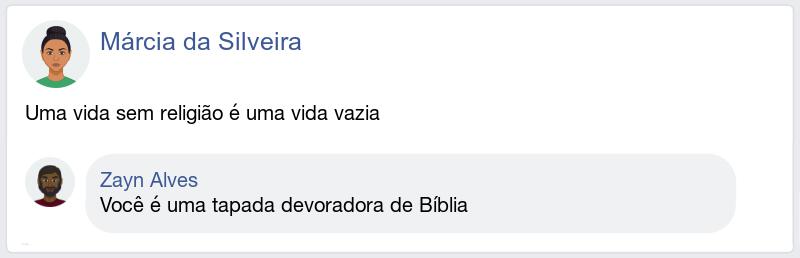 Márcia da Silveira
Uma vida sem religião é uma vida vazia
Zayn Alves
Você é uma tapada devoradora de Bíblia